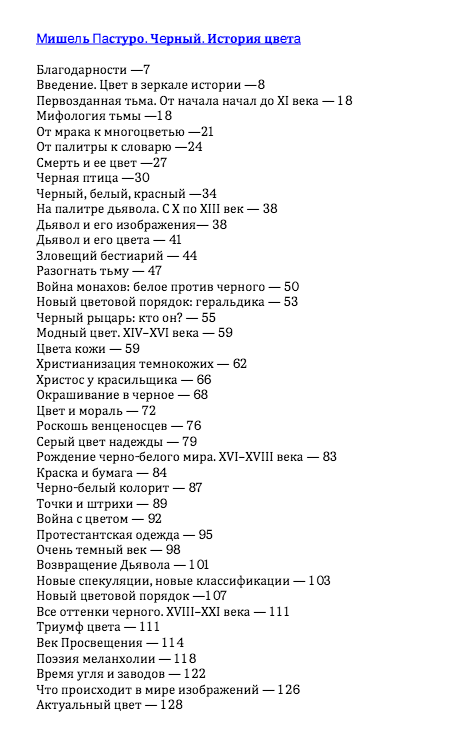 Мишель Пастуро. Черный. История цвета
Благодарности —7
Введение. Цвет в зеркале истории —8
Первозданная тьма. От начала начал до XI века — 18
Мифология тьмы —18
От мрака к многоцветью —21
От палитры к словарю —24
Смерть и ее цвет —27
Черная птица —30
Черный, белый, красный —34
На палитре дьявола. С X по XIII век — 38
Дьявол и его изображения— 38
Дьявол и его цвета — 41
Зловещий бестиарий — 44
Разогнать тьму — 47
Война монахов: белое против черного — 50
Новый цветовой порядок: геральдика — 53
Черный рыцарь: кто он? — 55
Модный цвет. XIV–XVI века — 59
Цвета кожи — 59
Христианизация темнокожих — 62
Христос у красильщика — 66
Окрашивание в черное — 68
Цвет и мораль — 72
Роскошь венценосцев — 76
Серый цвет надежды — 79
Рождение черно-белого мира. XVI–XVIII века — 83
Краска и бумага — 84
Черно-белый колорит — 87
Точки и штрихи — 89
Война с цветом — 92
Протестантская одежда — 95
Очень темный век — 98
Возвращение Дьявола — 101
Новые спекуляции, новые классификации — 103
Новый цветовой порядок —107
Все оттенки черного. XVIII–XXI века — 111
Триумф цвета — 111
Век Просвещения — 114
Поэзия меланхолии — 118
Время угля и заводов — 122
Что происходит в мире изображений — 126
Актуальный цвет — 128